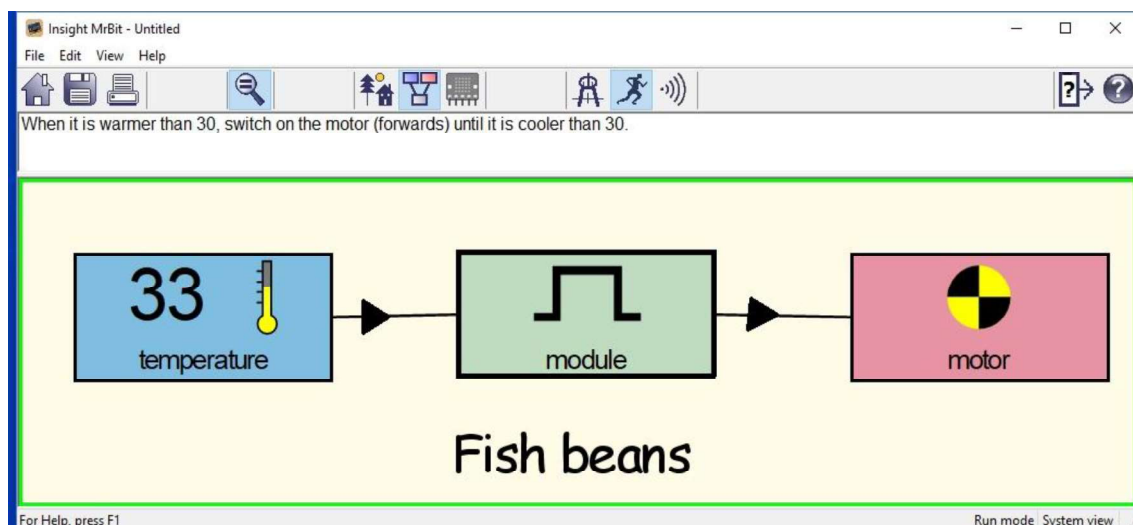 Insight MrBit - Untitled
File Edit View Help
When it is warmer than 30, switch on the motor (forwards) until it is cooler than 30.
33
temperature
module
motor
Fish beans
For Help, press F1
Run mode System view